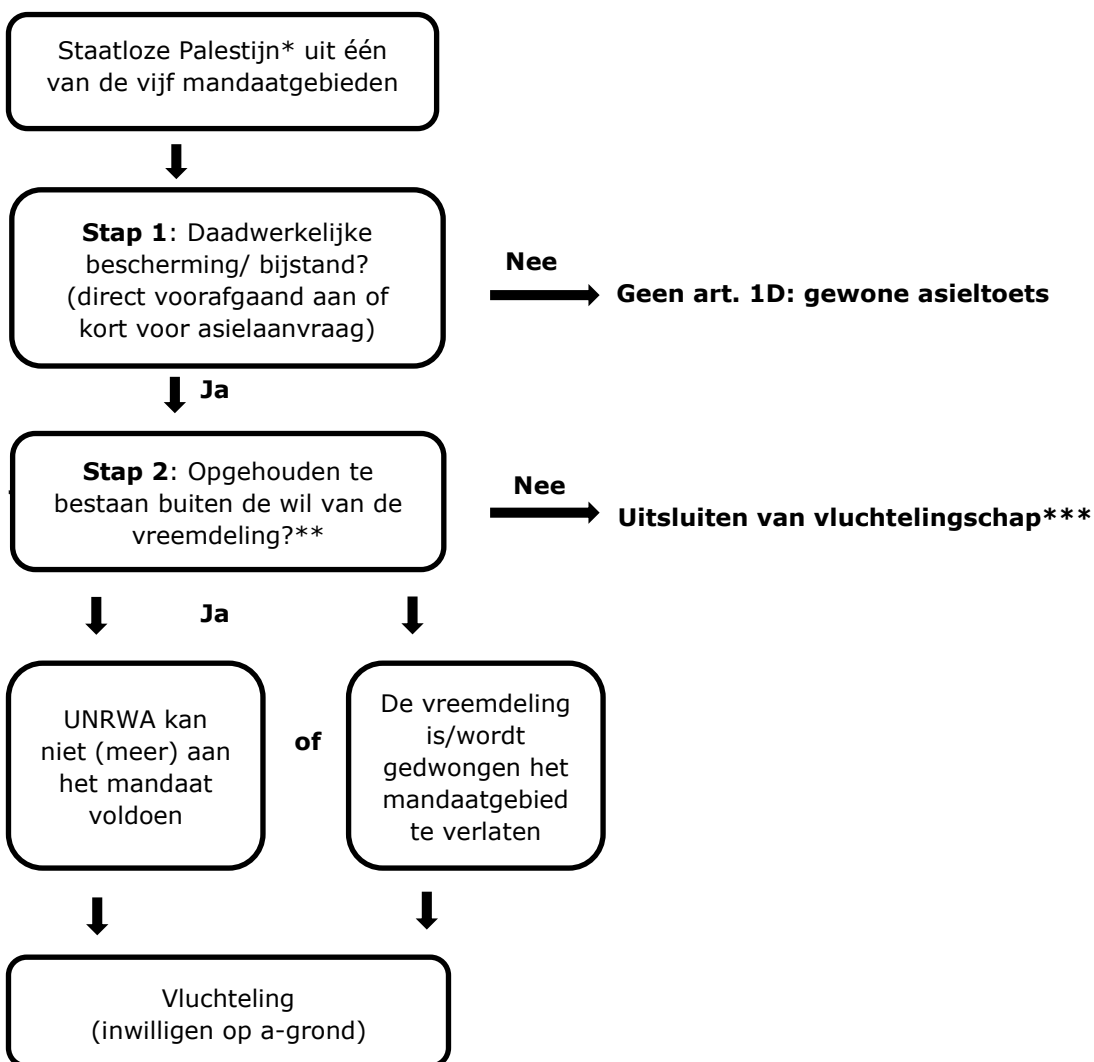 Staatloze Palestijn* uit één
van de vijf mandaatgebieden
Stap 1: Daadwerkelijke
bescherming/ bijstand?
(direct voorafgaand aan of
kort voor asielaanvraag)
Nee
Geen art. 1D: gewone asieltoets
Ja
Stap 2: Opgehouden te
bestaan buiten de wil van de
vreemdeling?**
Nee
Uitsluiten van vluchtelingschap***
Ja
UNRWA kan
niet (meer) aan
het mandaat
voldoen
of
De vreemdeling
is/wordt
gedwongen het
mandaatgebied
te verlaten
Vluchteling
(inwilligen op a-grond)